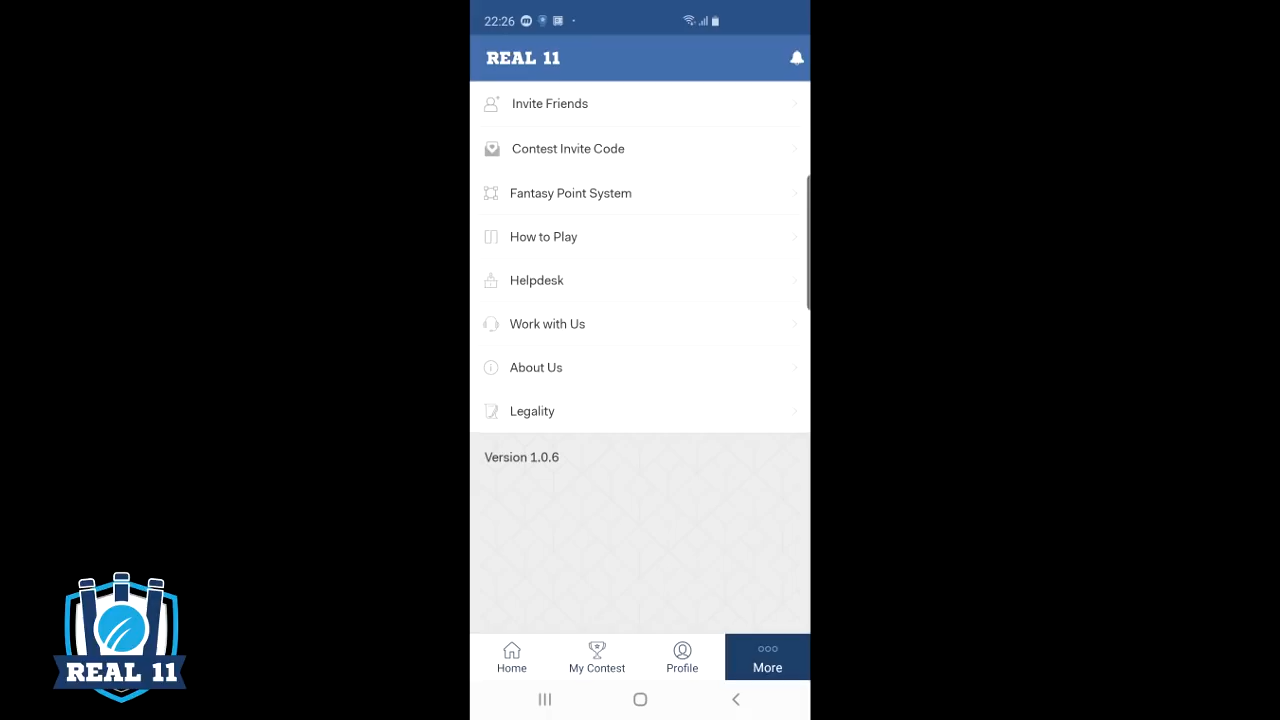 22:26
REAL 11
Invite Friends
Contest Invite Code
Fantasy Point System
How to Play
Helpdesk
Work with Us
About Us
Legality
Version 1.0.6
Home
My Contest
Profile
More
REAL 11